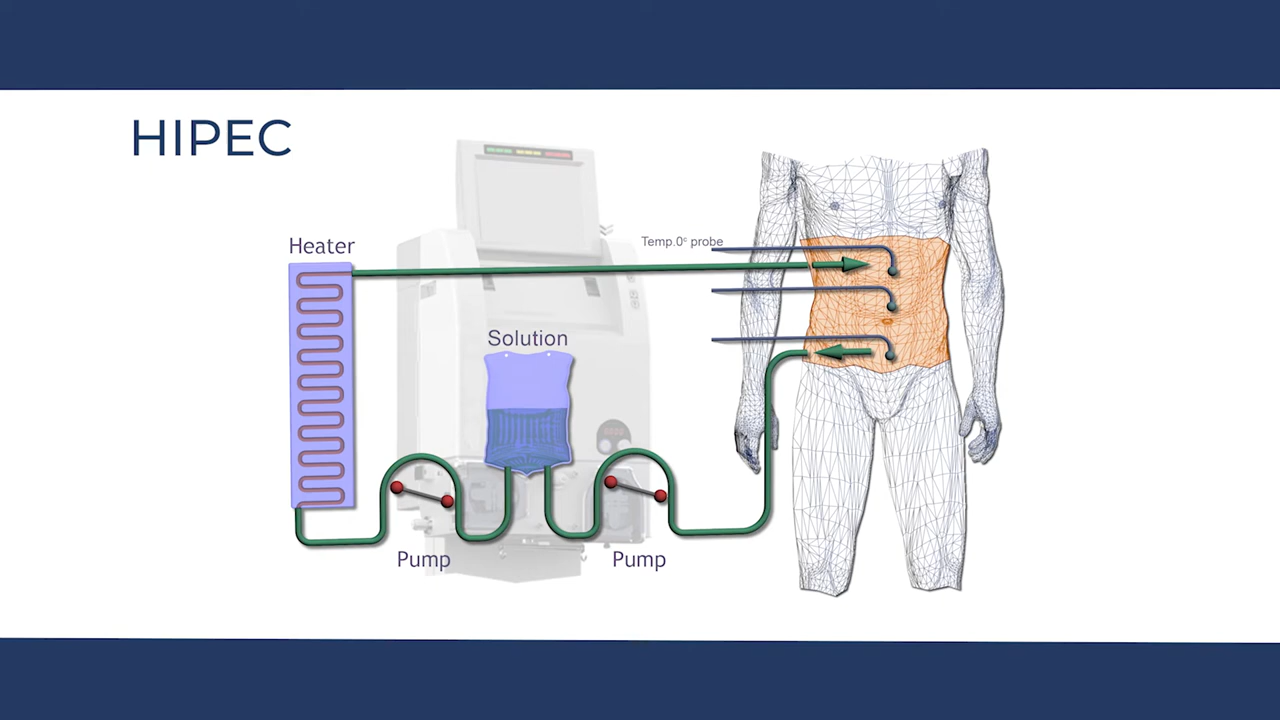 HIPEC
Heater
Temp.0° probe
Solution
Pump
Pump